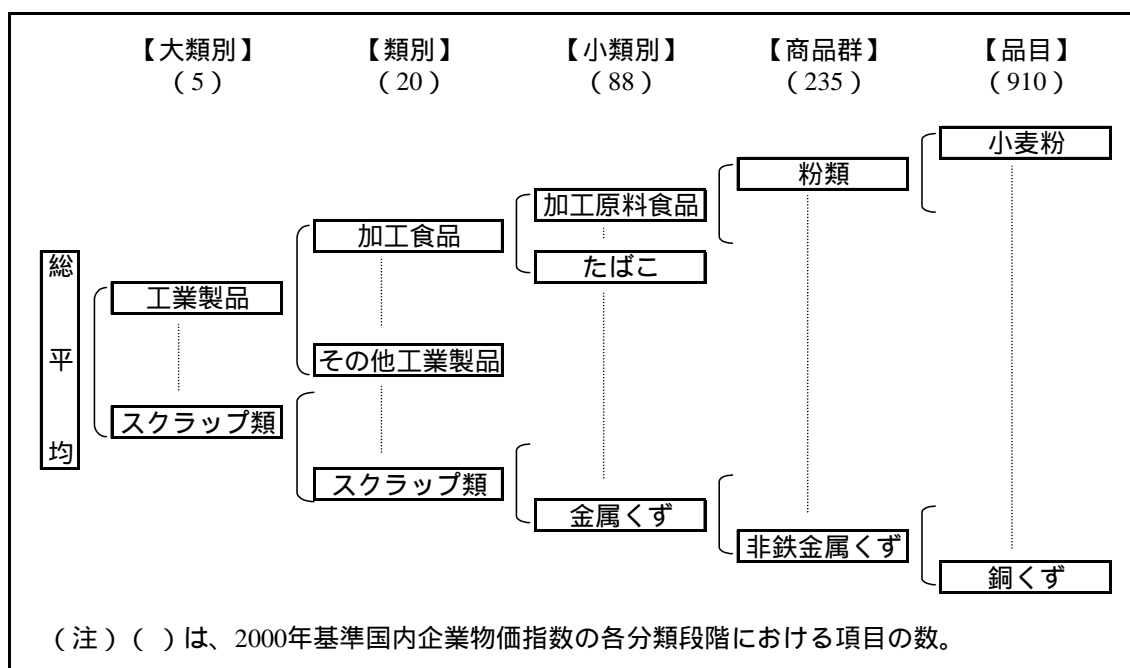 【大類別】 【類別】 【小類別】 【商品群】 【品目】
（5） （20） （88） （235） （910）
小麦粉
粉類
加工原料食品
加工食品
たばこ
総平均
工業製品
その他工業製品
スクラップ類
スクラップ類
金属くず
非鉄金属くず
銅くず
（注）（ ）は、2000年基準国内企業物価指数の各分類段階における項目の数。